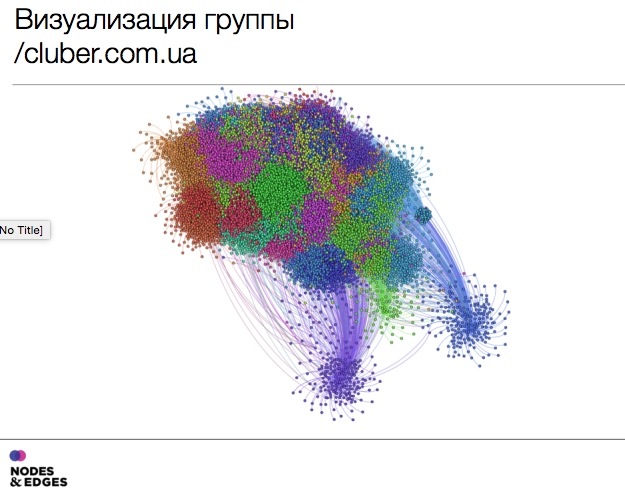 Визуализация группы
/cluber.com.ua
No Title]
NODES
& EDGES